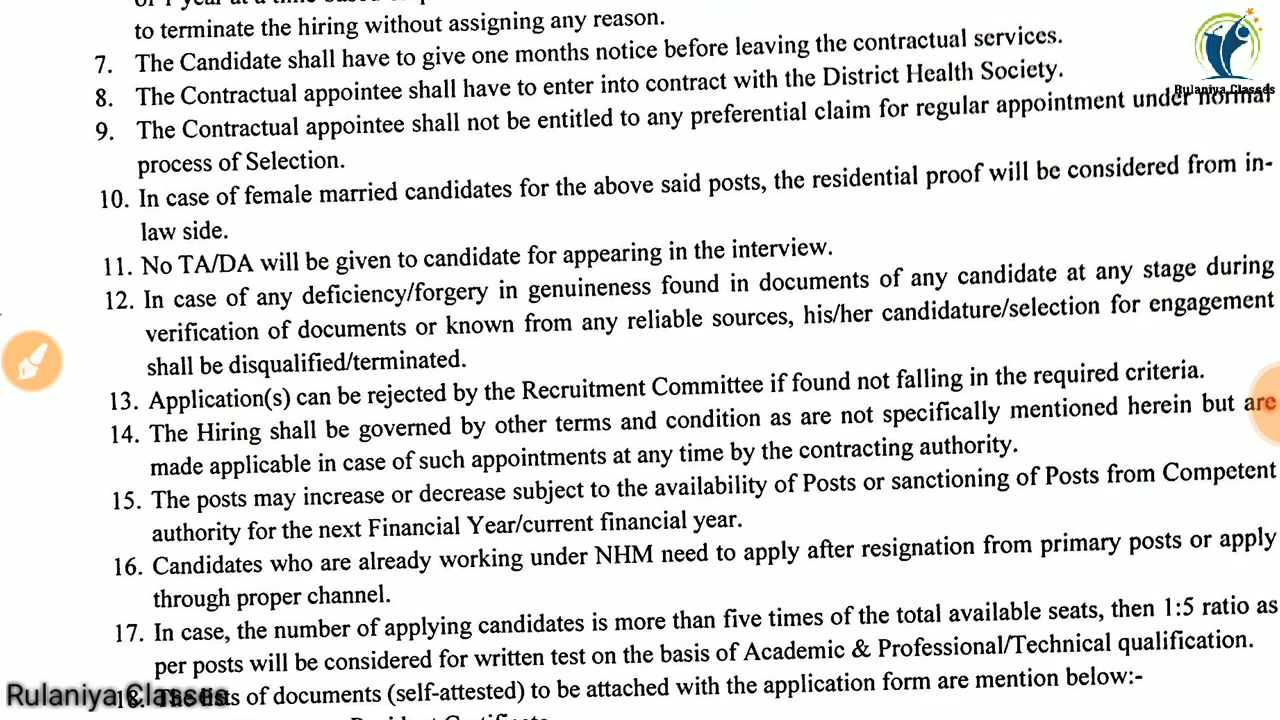 to terminate the hiring without assigning any reason.
7. The Candidate shall have to give one months notice before leaving the contractual services.
8. The Contractual appointee shall have to enter into contract with the District Health Society.
Rulaniya Classes
9. The Contractual appointee shall not be entitled to any preferential claim for regular appointment under normal
process of Selection.
10. In case of female married candidates for the above said posts, the residential proof will be considered from in-
law side.
11. No TA/DA will be given to candidate for appearing in the interview.
12. In case of any deficiency/forgery in genuineness found in documents of any candidate at any stage during
verification of documents or known from any reliable sources, his/her candidature/selection for engagement
shall be disqualified/terminated.
13. Application(s) can be rejected by the Recruitment Committee if found not falling in the required criteria.
14. The Hiring shall be governed by other terms and condition as are not specifically mentioned herein but are
made applicable in case of such appointments at any time by the contracting authority.
15. The posts may increase or decrease subject to the availability of Posts or sanctioning of Posts from Competent
authority for the next Financial Year/current financial year.
16. Candidates who are already working under NHM need to apply after resignation from primary posts or apply
through proper channel.
17. In case, the number of applying candidates is more than five times of the total available seats, then 1:5 ratio as
per posts will be considered for written test on the basis of Academic & Professional/Technical qualification.
18. The lists of documents (self-attested) to be attached with the application form are mention below:-
Rulaniya Classes